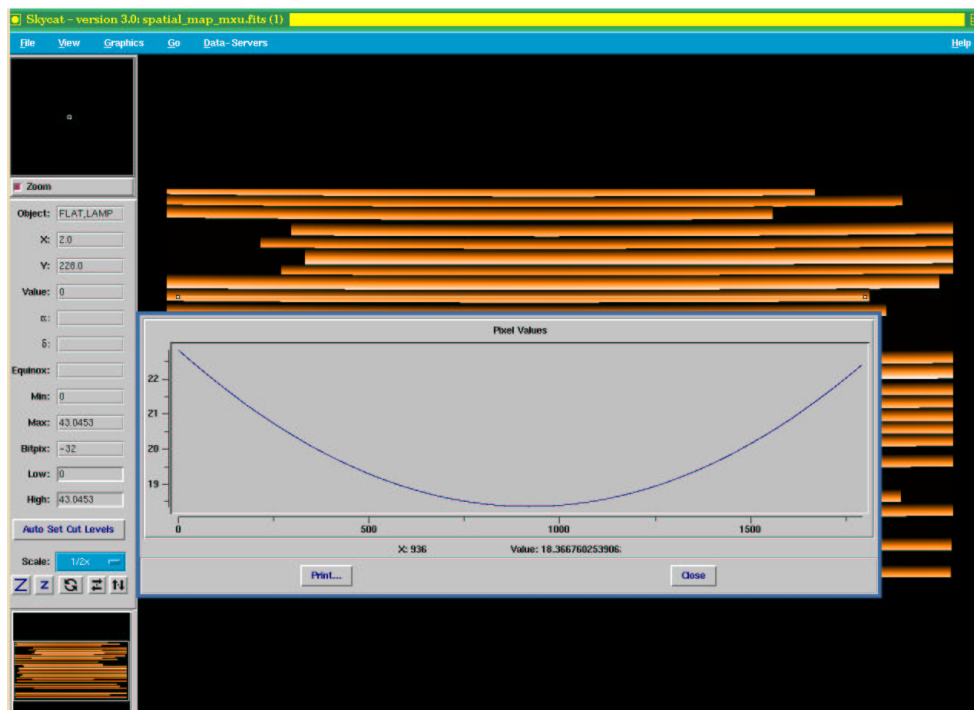 Skycat - version 3.0: spatial_map_mxu.fits (1)
File View Graphics Go Data-Servers Help
Zoom
Object: FLAT,LAMP
X: 2.0
Y: 228.0
Value: 0
α:
δ:
Equinox:
Min: 0
Max: 43.0453
Bitpix: -32
Low: 0
High: 43.0453
Auto Set Cut Levels
Scale: 1/2x
Z z
Pixel Values
22
21
20
19
0 500 1000 1500
X: 936 Value: 18.366760253906;
Print... Close